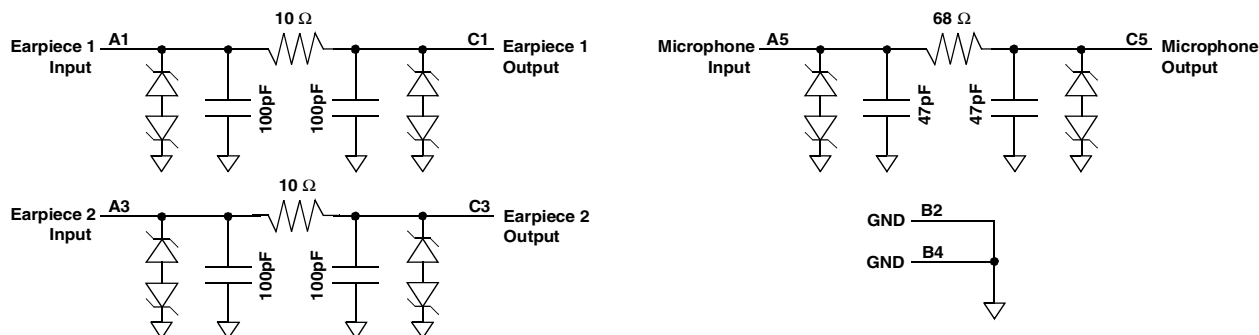 10 Ω
Earpiece 1
Input
A1
C1
Earpiece 1
Output
100pF
100pF
68 Ω
Microphone
Input
A5
C5
Microphone
Output
47pF
47pF
10 Ω
Earpiece 2
Input
A3
C3
Earpiece 2
Output
100pF
100pF
GND
B2
GND
B4